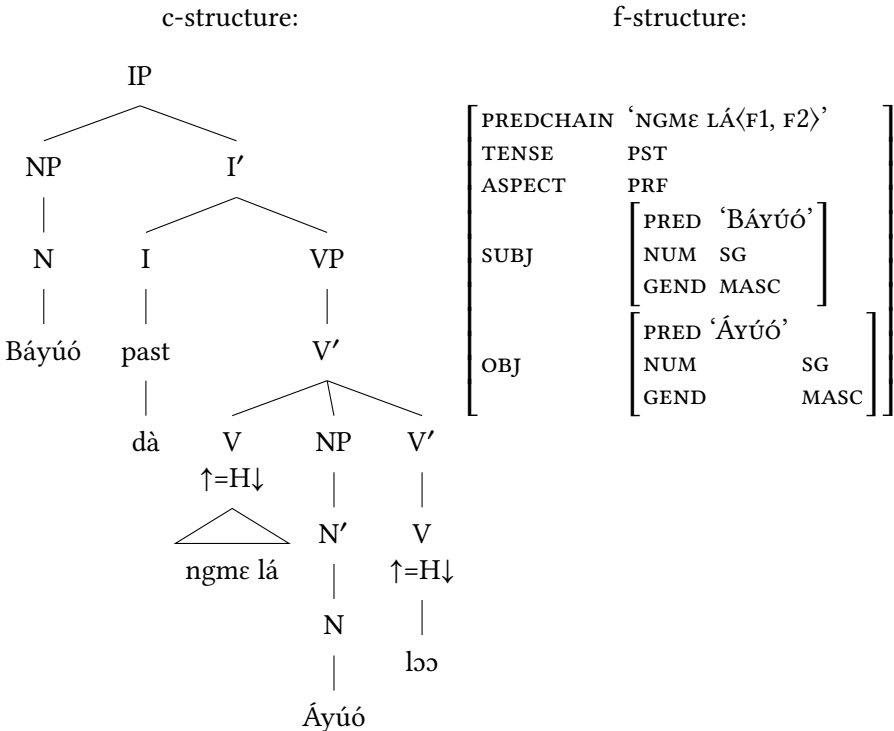 c-structure: f-structure:
IP
NP I′
N I VP
Báyúó past V′
dà V NP V′
↑=H↓
ngmɛ lá N′ V
↑=H↓
N
lɔɔ
Áyúó
PREDCHAIN ‘NGMɛ LÁ⟨F1, F2⟩’
TENSE PST
ASPECT PRF
SUBJ
PRED ‘BÁYÚÓ’
NUM SG
GEND MASC
OBJ
PRED ‘ÁYÚÓ’
NUM SG
GEND MASC